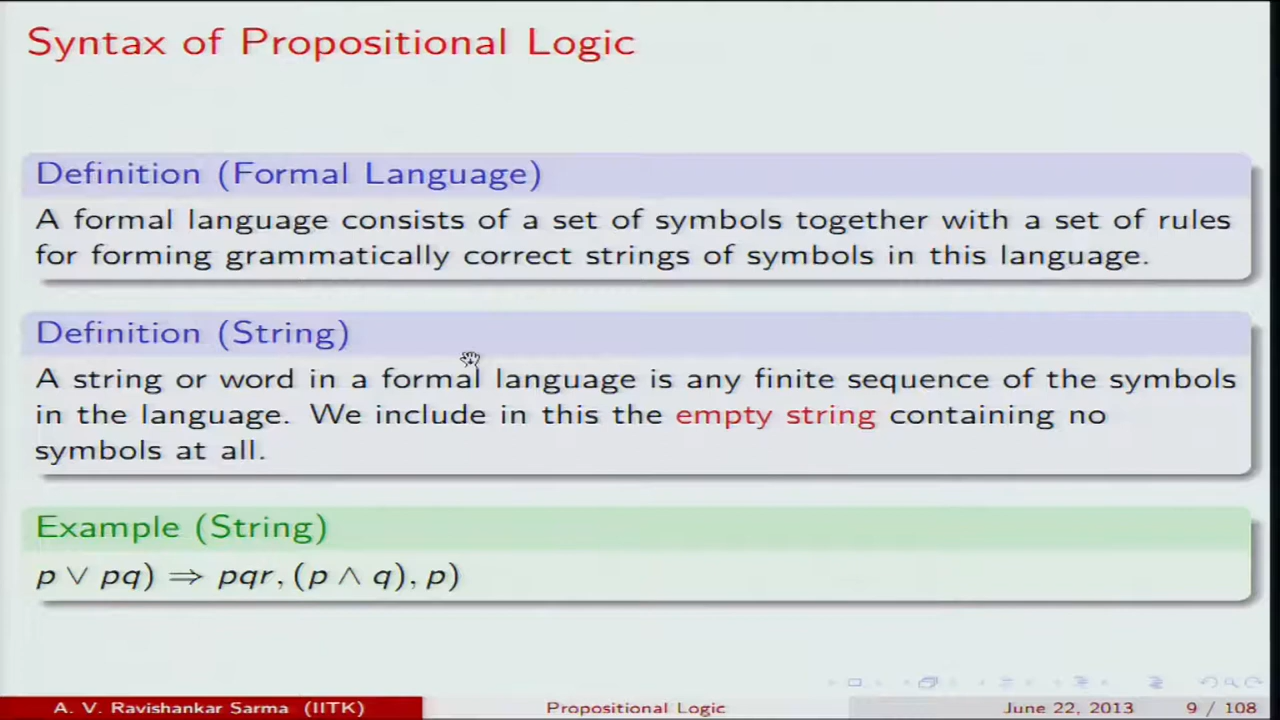 Syntax of Propositional Logic
Definition (Formal Language)
A formal language consists of a set of symbols together with a set of rules
for forming grammatically correct strings of symbols in this language.
Definition (String)
A string or word in a formal language is any finite sequence of the symbols
in the language. We include in this the empty string containing no
symbols at all.
Example (String)
p ∨ pq) ⇒ pqr, (p ∧ q), p)
A. V. Ravishankar Sarma (IITK) Propositional Logic June 22, 2013 9 / 108